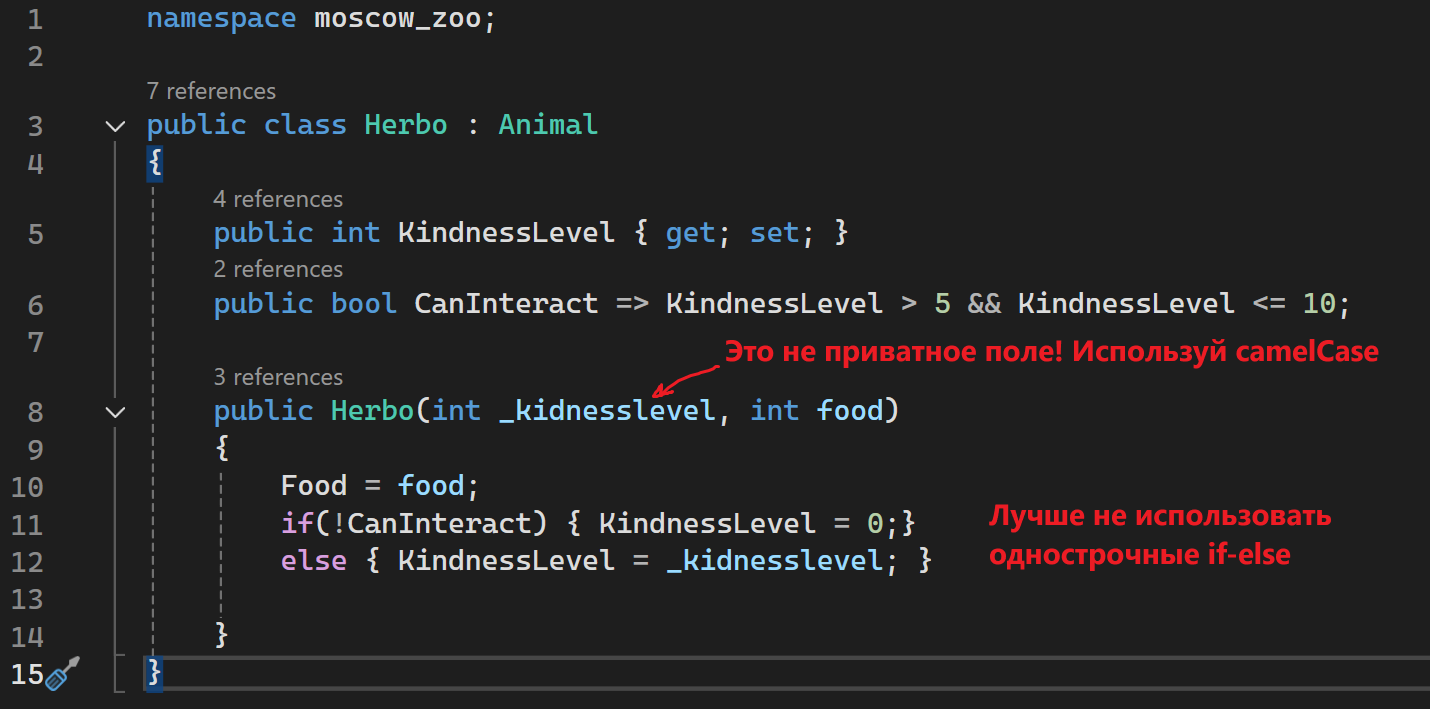 1 namespace moscow_zoo;
2
7 references
3 public class Herbo : Animal
4 {
4 references
5 public int KindnessLevel { get; set; }
2 references
6 public bool CanInteract => KindnessLevel > 5 && KindnessLevel <= 10;
7
Это не приватное поле! Используй camelCase
3 references
8 public Herbo(int _kidnesslevel, int food)
9 {
10 Food = food;
11 if(!CanInteract) { KindnessLevel = 0;}
Лучше не использовать
12 else { KindnessLevel = _kidnesslevel; }
однострочные if-else
13
14 }
15 }